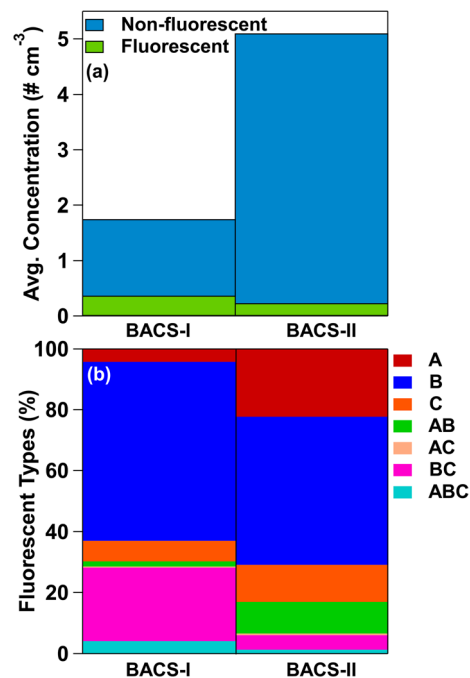 Non-fluorescent
Fluorescent
(a)
Avg. Concentration (# cm⁻³)
5
4
3
2
1
0
BACS-I BACS-II
(b)
Fluorescent Types (%)
100
80
60
40
20
0
A
B
C
AB
AC
BC
ABC
BACS-I BACS-II